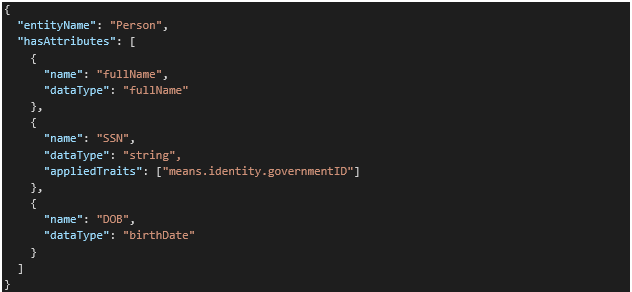 {
  "entityName": "Person",
  "hasAttributes": [
    {
      "name": "fullName",
      "dataType": "fullName"
    },
    {
      "name": "SSN",
      "dataType": "string",
      "appliedTraits": ["means.identity.governmentID"]
    },
    {
      "name": "DOB",
      "dataType": "birthDate"
    }
  ]
}